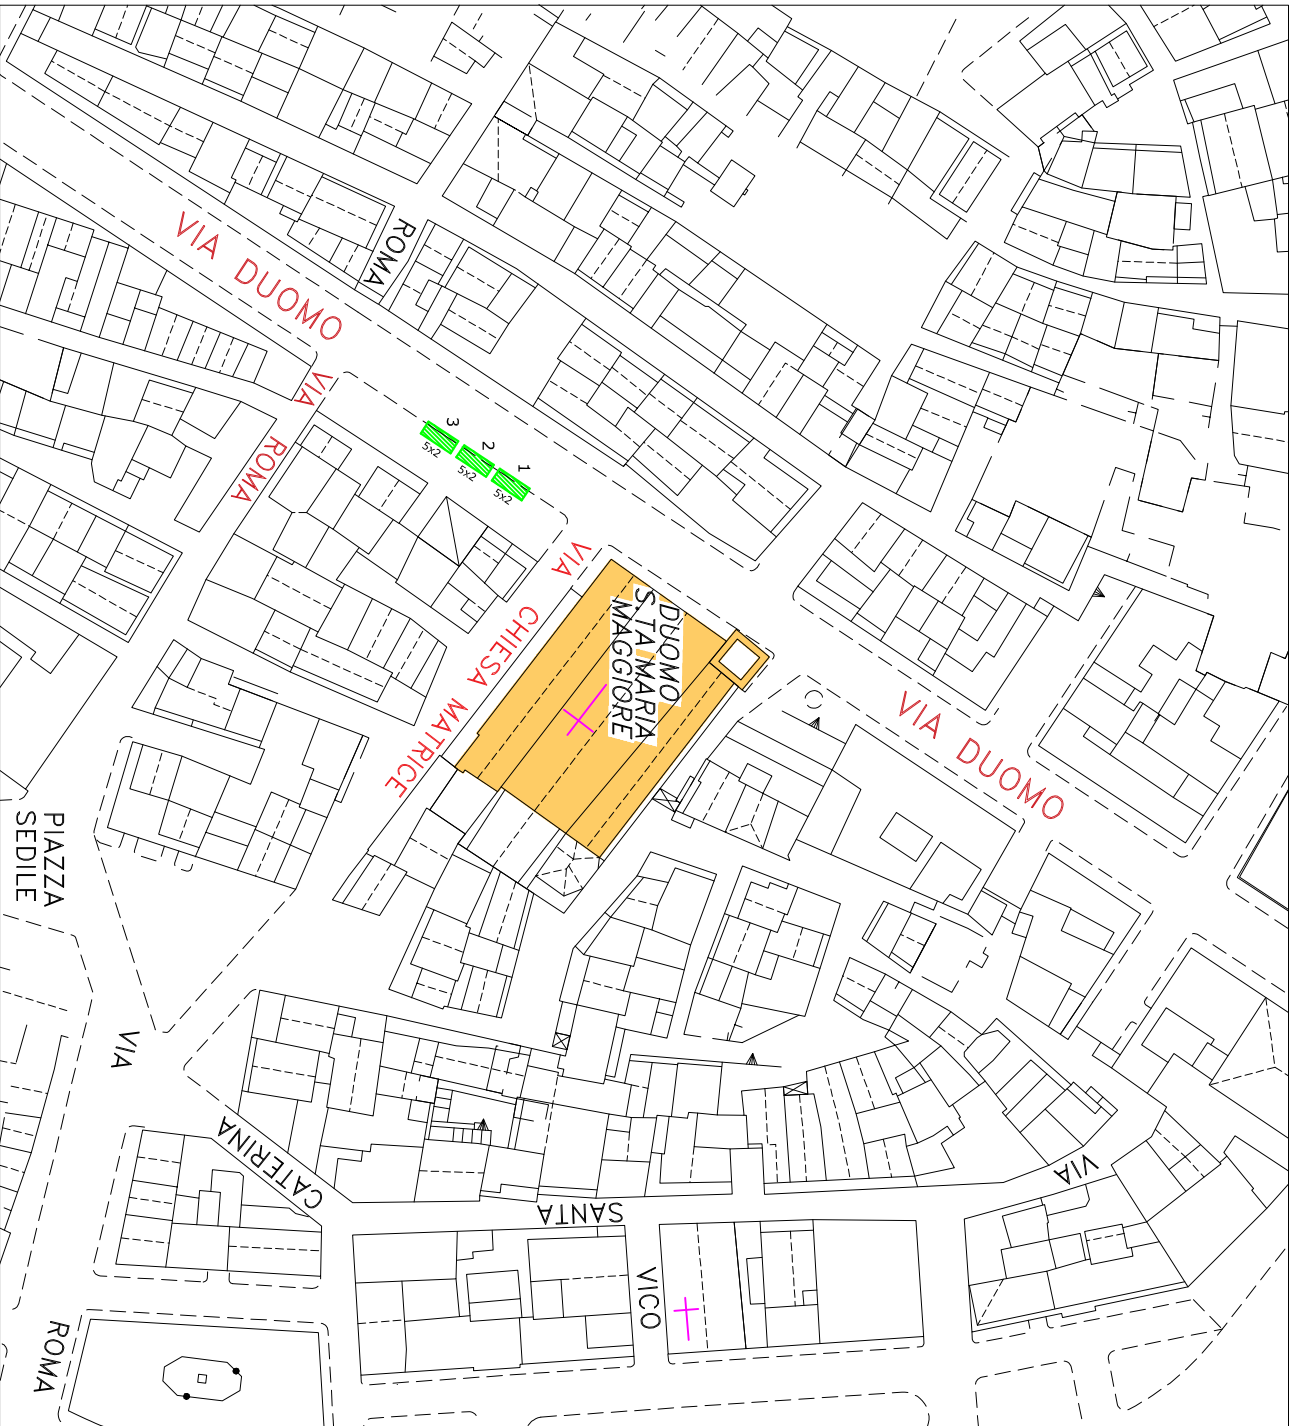 VIA DUOMO
ROMA
VIA
ROMA
3
5x2
2
5x2
1
5x2
VIA
CHIESA MATRICE
DUOMO
S.TA MARIA
MAGGIORE
VIA DUOMO
PIAZZA
SEDILE
VIA
CATERINA
SANTA
VIA
VICO
ROMA